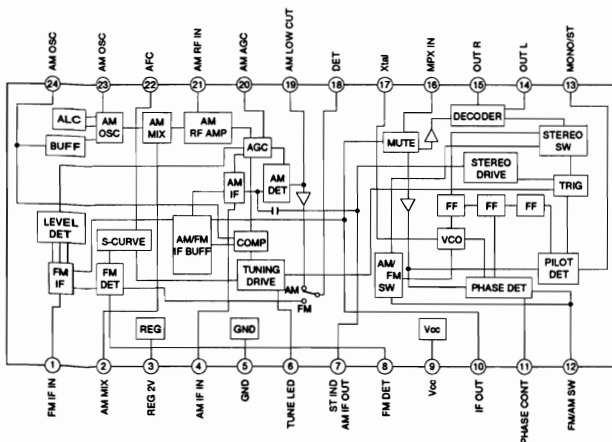 AM OSC
AM OSC
AFC
AM RF IN
AM AGC
AM LOW CUT
DET
Xtal
MPX IN
OUT R
OUT L
MONO/ST
24
23
22
21
20
19
18
17
16
15
14
13
ALC
AM
OSC
AM
MIX
AM
RF AMP
BUFF
AGC
MUTE
DECODER
STEREO
SW
STEREO
DRIVE
TRIG
AM
IF
AM
DET
LEVEL
DET
S-CURVE
AM/FM
IF BUFF
COMP
FF
FF
FF
VCO
FM
IF
FM
DET
TUNING
DRIVE
AM
FM
AM/
FM
SW
PILOT
DET
PHASE DET
REG
GND
Vcc
1
2
3
4
5
6
7
8
9
10
11
12
FM IF IN
AM MIX
REG 2V
AM IF IN
GND
TUNE LED
ST IND
AM IF OUT
FM DET
Vcc
IF OUT
PHASE CONT
FW/AM SW